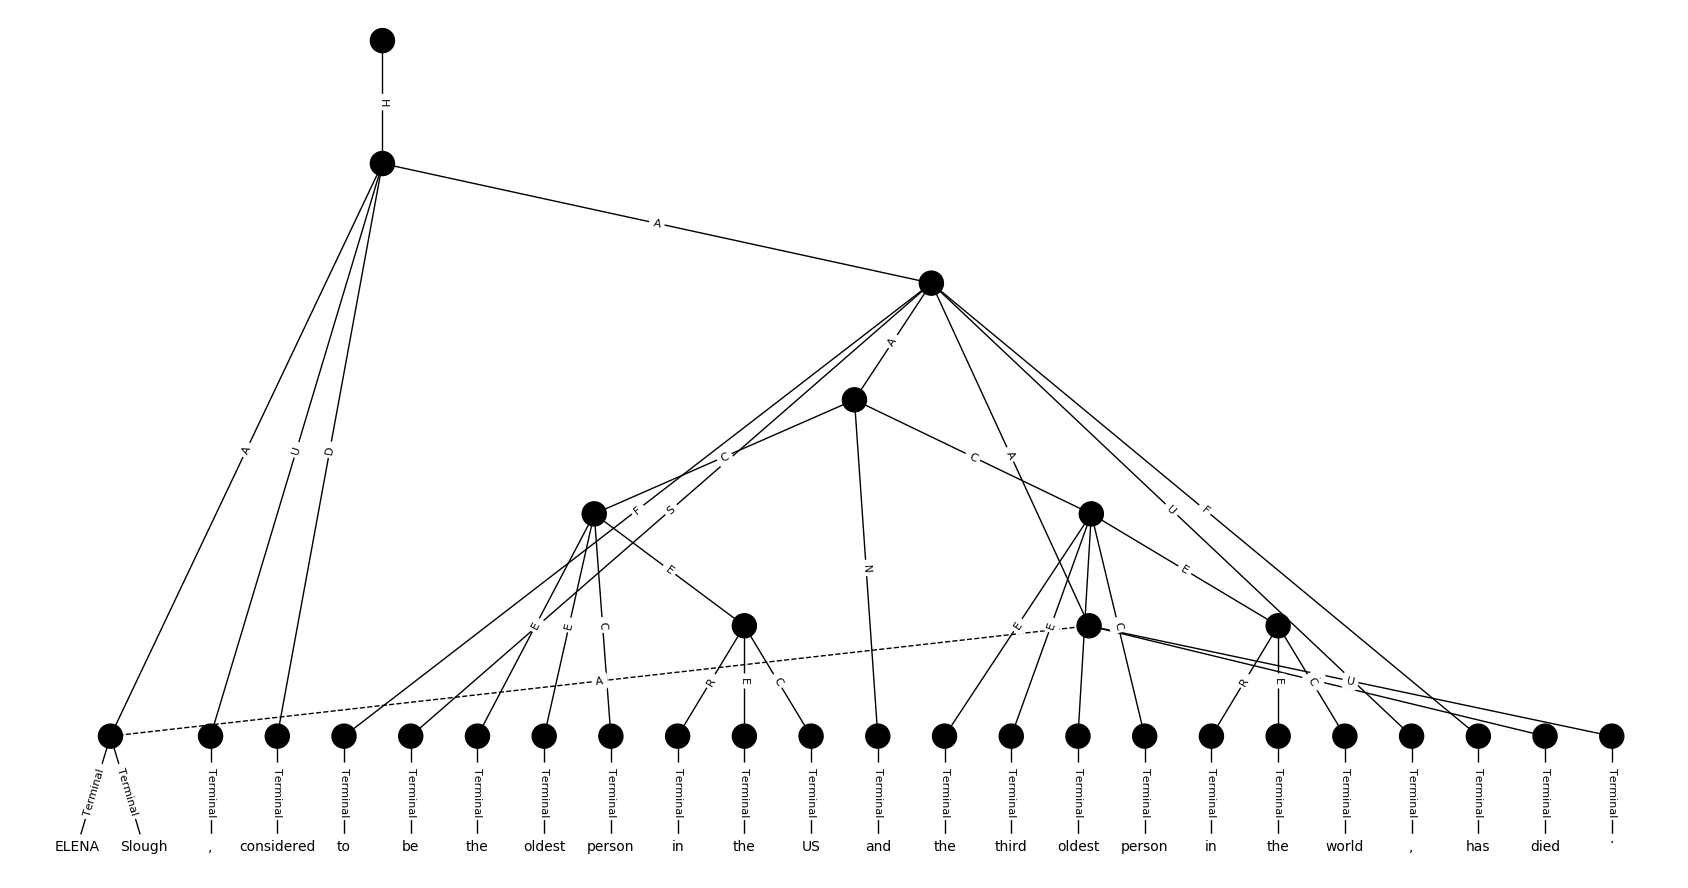 H
A
A
A U D C C A
F S N U F
E E
E E C E E C
A R E C R E C U
Terminal Terminal Terminal Terminal Terminal Terminal Terminal Terminal Terminal Terminal Terminal Terminal Terminal Terminal Terminal Terminal Terminal Terminal Terminal Terminal Terminal Terminal Terminal Terminal
ELENA Slough , considered to be the oldest person in the US and the third oldest person in the world , has died .